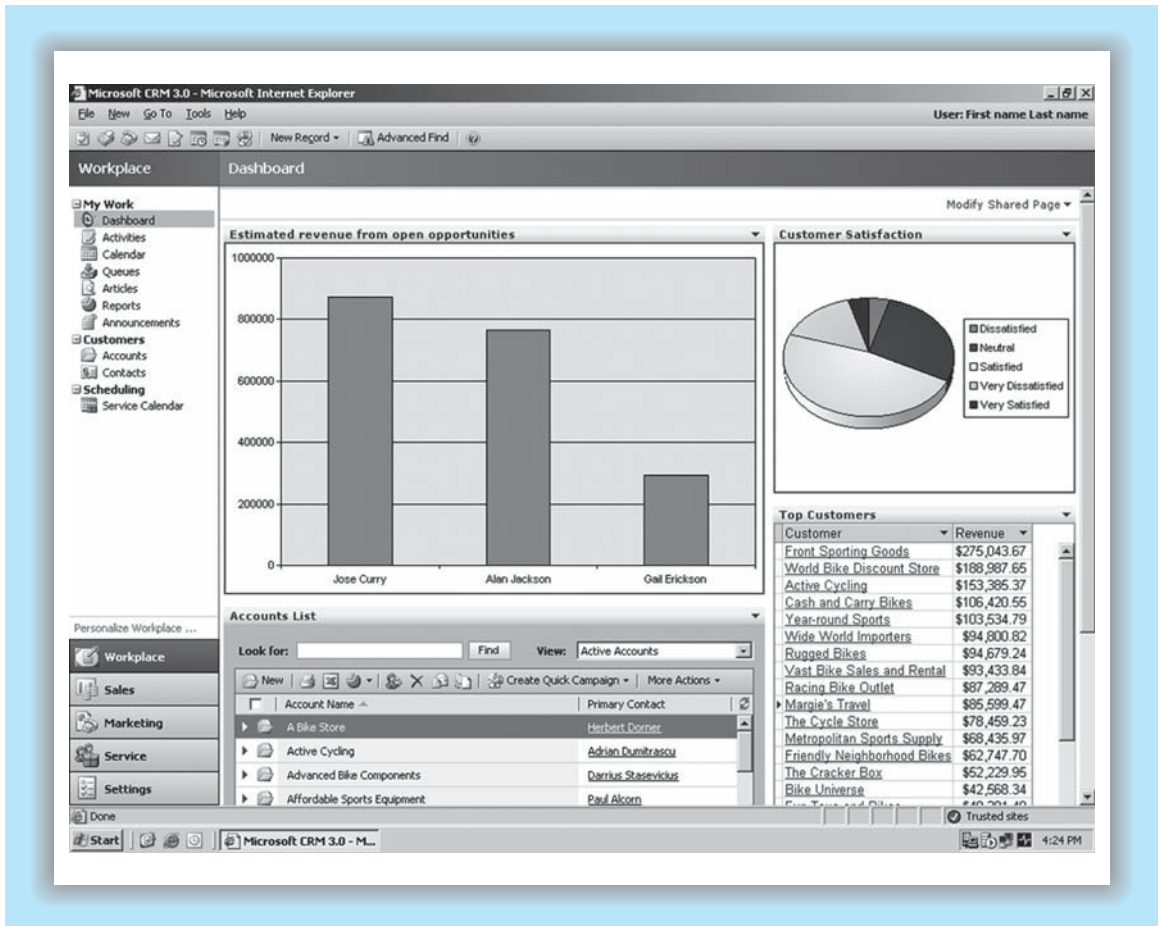 Microsoft CRM 3.0 - Microsoft Internet Explorer
File New Go To Tools Help
User: First name Last name
New Record
Advanced Find
Workplace
Dashboard
My Work
Dashboard
Activities
Calendar
Queues
Articles
Reports
Announcements
Customers
Accounts
Contacts
Scheduling
Service Calendar
Personalize Workplace ...
Workplace
Sales
Marketing
Service
Settings
Modify Shared Page
Estimated revenue from open opportunities
1000000
800000
600000
400000
200000
0
Jose Curry Alan Jackson Gail Erickson
Customer Satisfaction
Dissatisfied
Neutral
Satisfied
Very Dissatisfied
Very Satisfied
Accounts List
Look for: Find View: Active Accounts
New Create Quick Campaign More Actions
Account Name Primary Contact
A Bike Store Herbert Dorner
Active Cycling Adrian Dumitrascu
Advanced Bike Components Darrius Stasevicius
Affordable Sports Equipment Paul Alcorn
Top Customers
Customer Revenue
Front Sporting Goods $275,043.67
World Bike Discount Store $188,987.65
Active Cycling $153,385.37
Cash and Carry Bikes $106,420.55
Year-round Sports $103,534.79
Wide World Importers $94,800.82
Rugged Bikes $94,679.24
Vast Bike Sales and Rental $93,433.84
Racing Bike Outlet $87,289.47
Margie's Travel $85,599.47
The Cycle Store $78,459.23
Metropolitan Sports Supply $68,435.97
Friendly Neighborhood Bikes $62,747.70
The Cracker Box $52,229.95
Bike Universe $42,568.34
Done
Trusted sites
Start
Microsoft CRM 3.0 - M...
4:24 PM